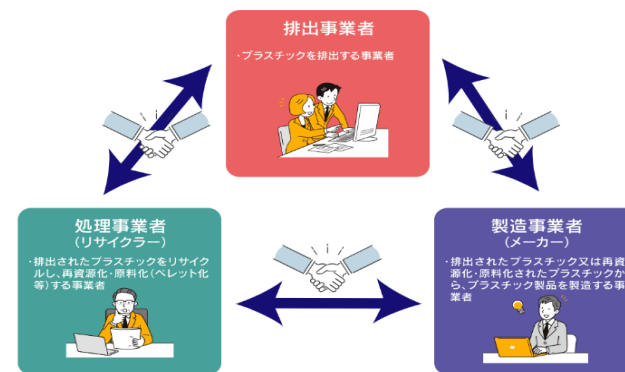 排出事業者
・プラスチックを排出する事業者
処理事業者
(リサイクラー)
・排出されたプラスチックをリサイク
ルし、再資源化・原料化(ペレット化
等)する事業者
製造事業者
(メーカー)
・排出されたプラスチック又は再資
源化・原料化されたプラスチックか
ら、プラスチック製品を製造する事
業者